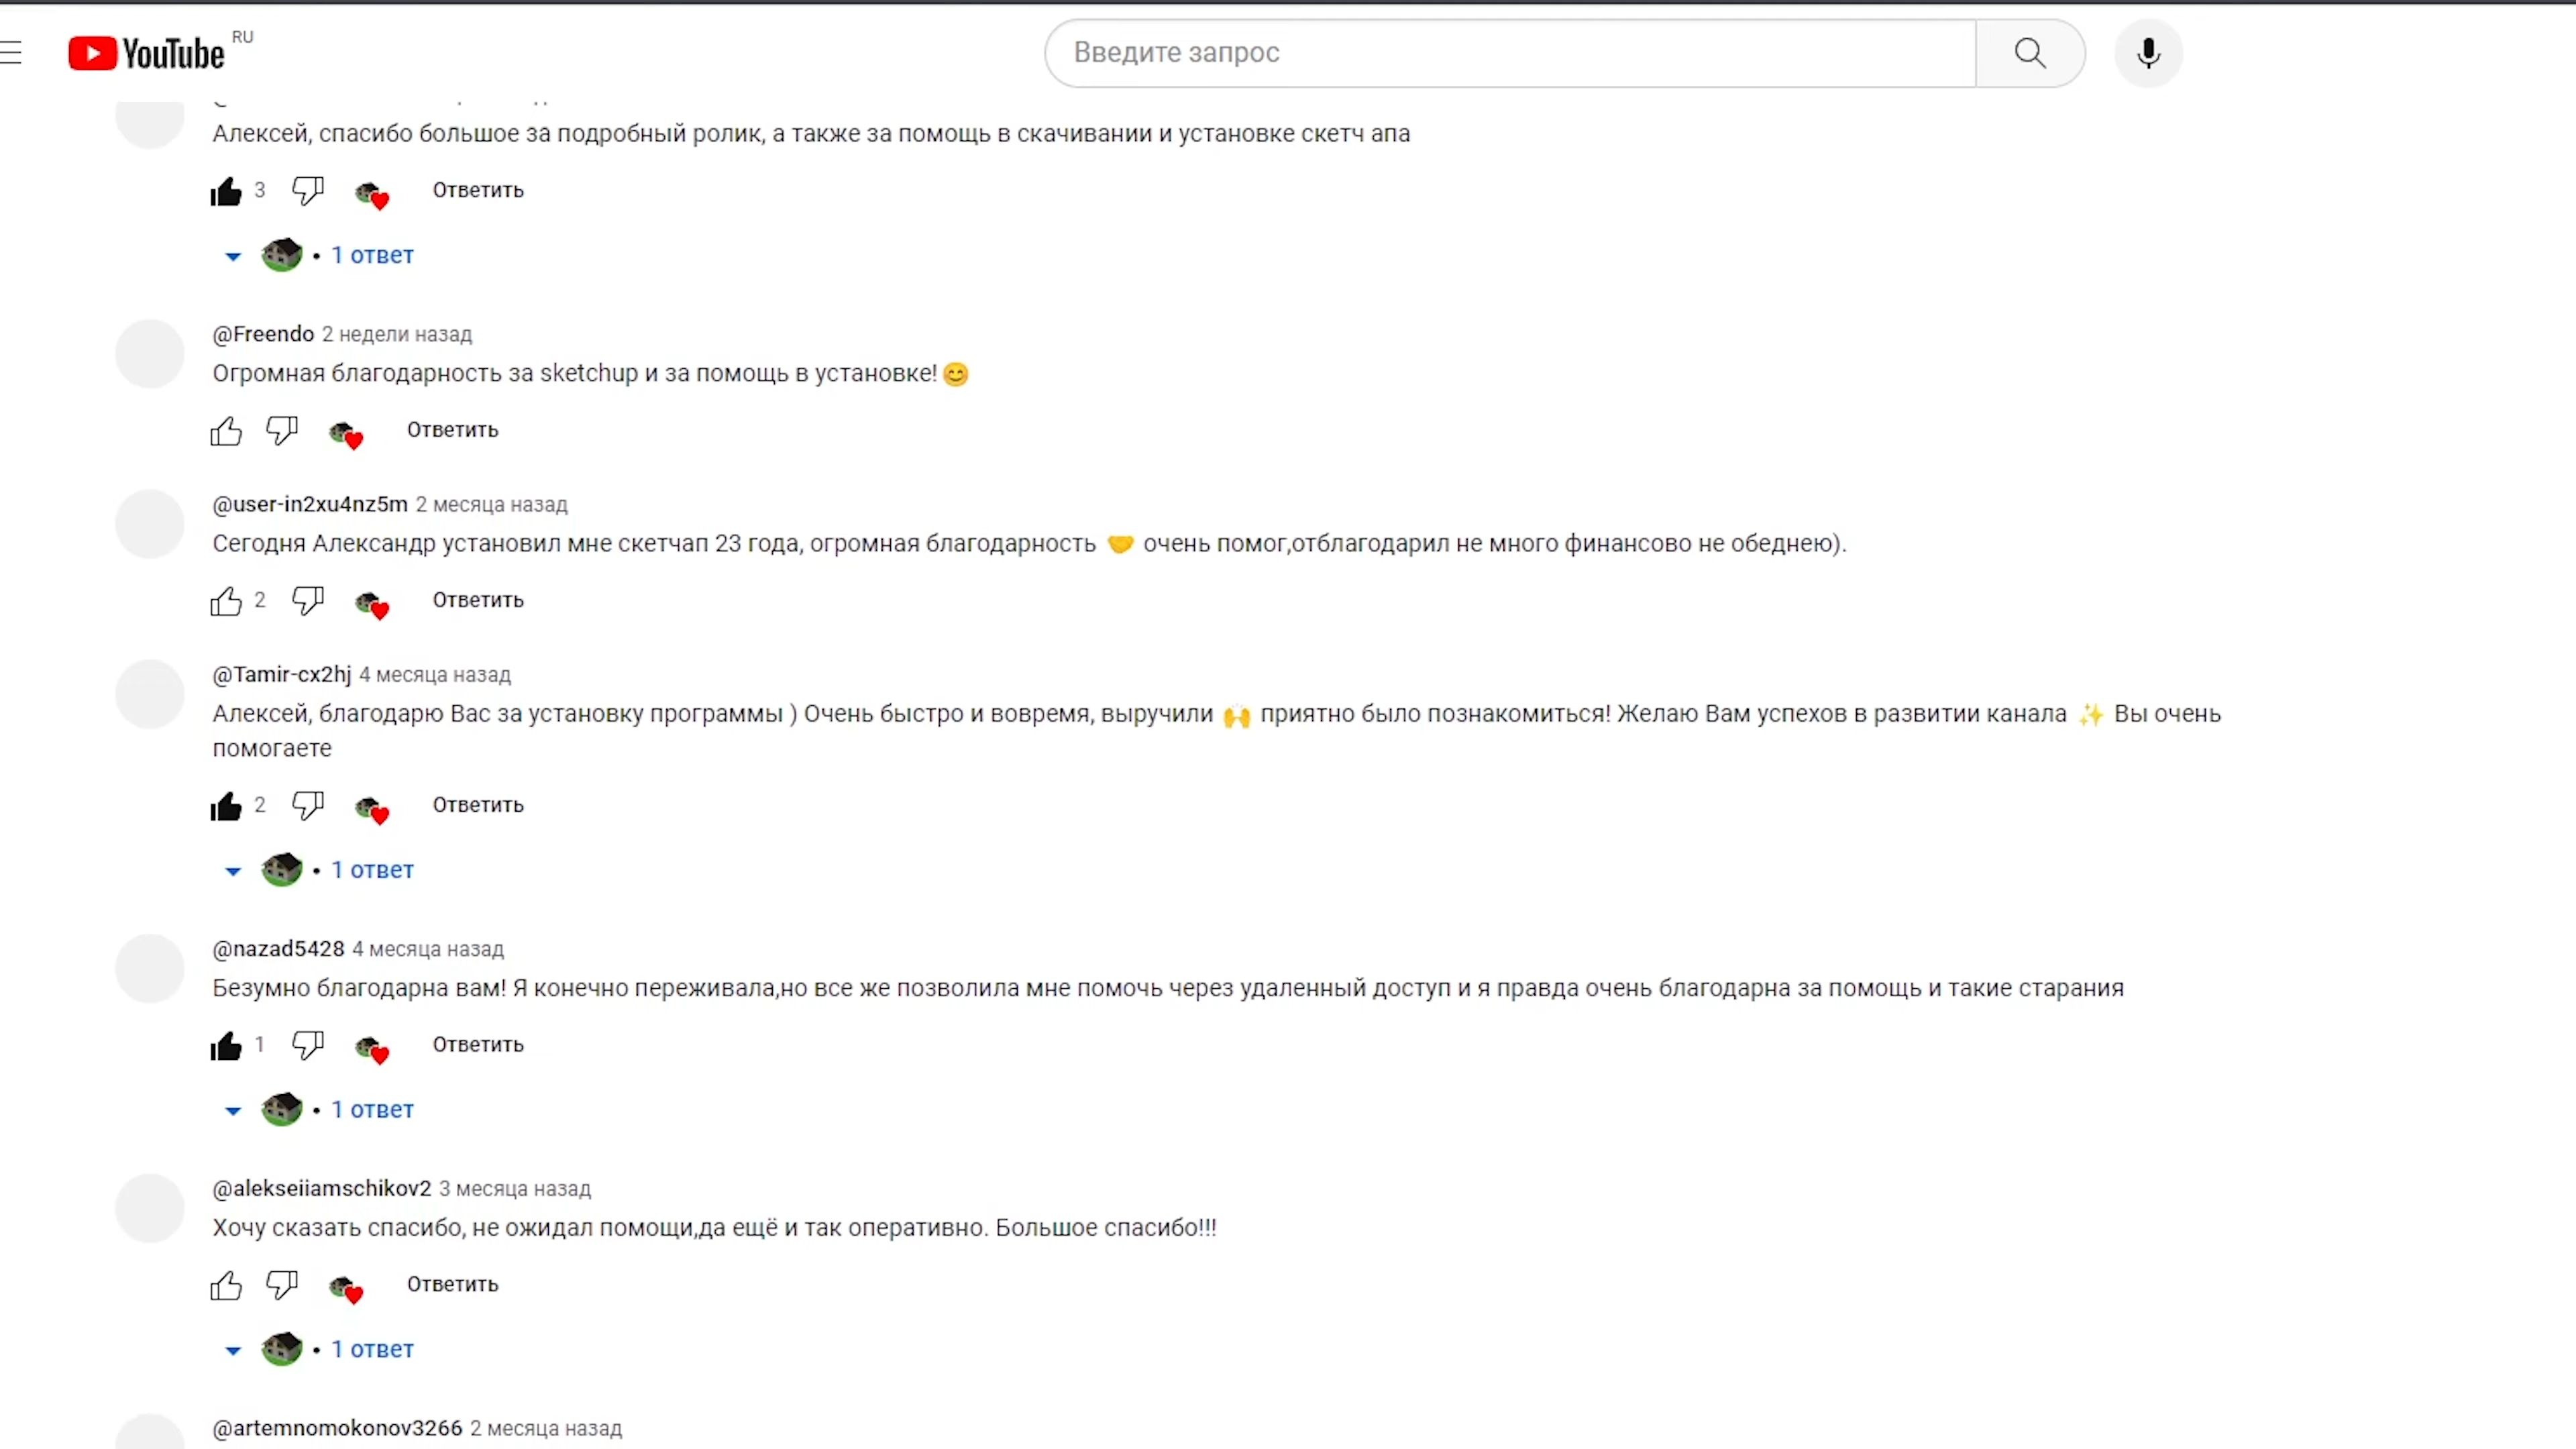 YouTube RU
Введите запрос
Алексей, спасибо большое за подробный ролик, а также за помощь в скачивании и установке скетч апа
3 Ответить
• 1 ответ
@Freendo 2 недели назад
Огромная благодарность за sketchup и за помощь в установке!😊
Ответить
@user-in2xu4nz5m 2 месяца назад
Сегодня Александр установил мне скетчап 23 года, огромная благодарность 🤝 очень помог,отблагодарил не много финансово не обеднею).
2 Ответить
@Tamir-cx2hj 4 месяца назад
Алексей, благодарю Вас за установку программы ) Очень быстро и вовремя, выручили 🙌 приятно было познакомиться! Желаю Вам успехов в развитии канала ✨ Вы очень
помогаете
2 Ответить
• 1 ответ
@nazad5428 4 месяца назад
Безумно благодарна вам! Я конечно переживала,но все же позволила мне помочь через удаленный доступ и я правда очень благодарна за помощь и такие старания
1 Ответить
• 1 ответ
@alekseiiamschikov2 3 месяца назад
Хочу сказать спасибо, не ожидал помощи,да ещё и так оперативно. Большое спасибо!!!
Ответить
• 1 ответ
@artemnomokonov3266 2 месяца назад